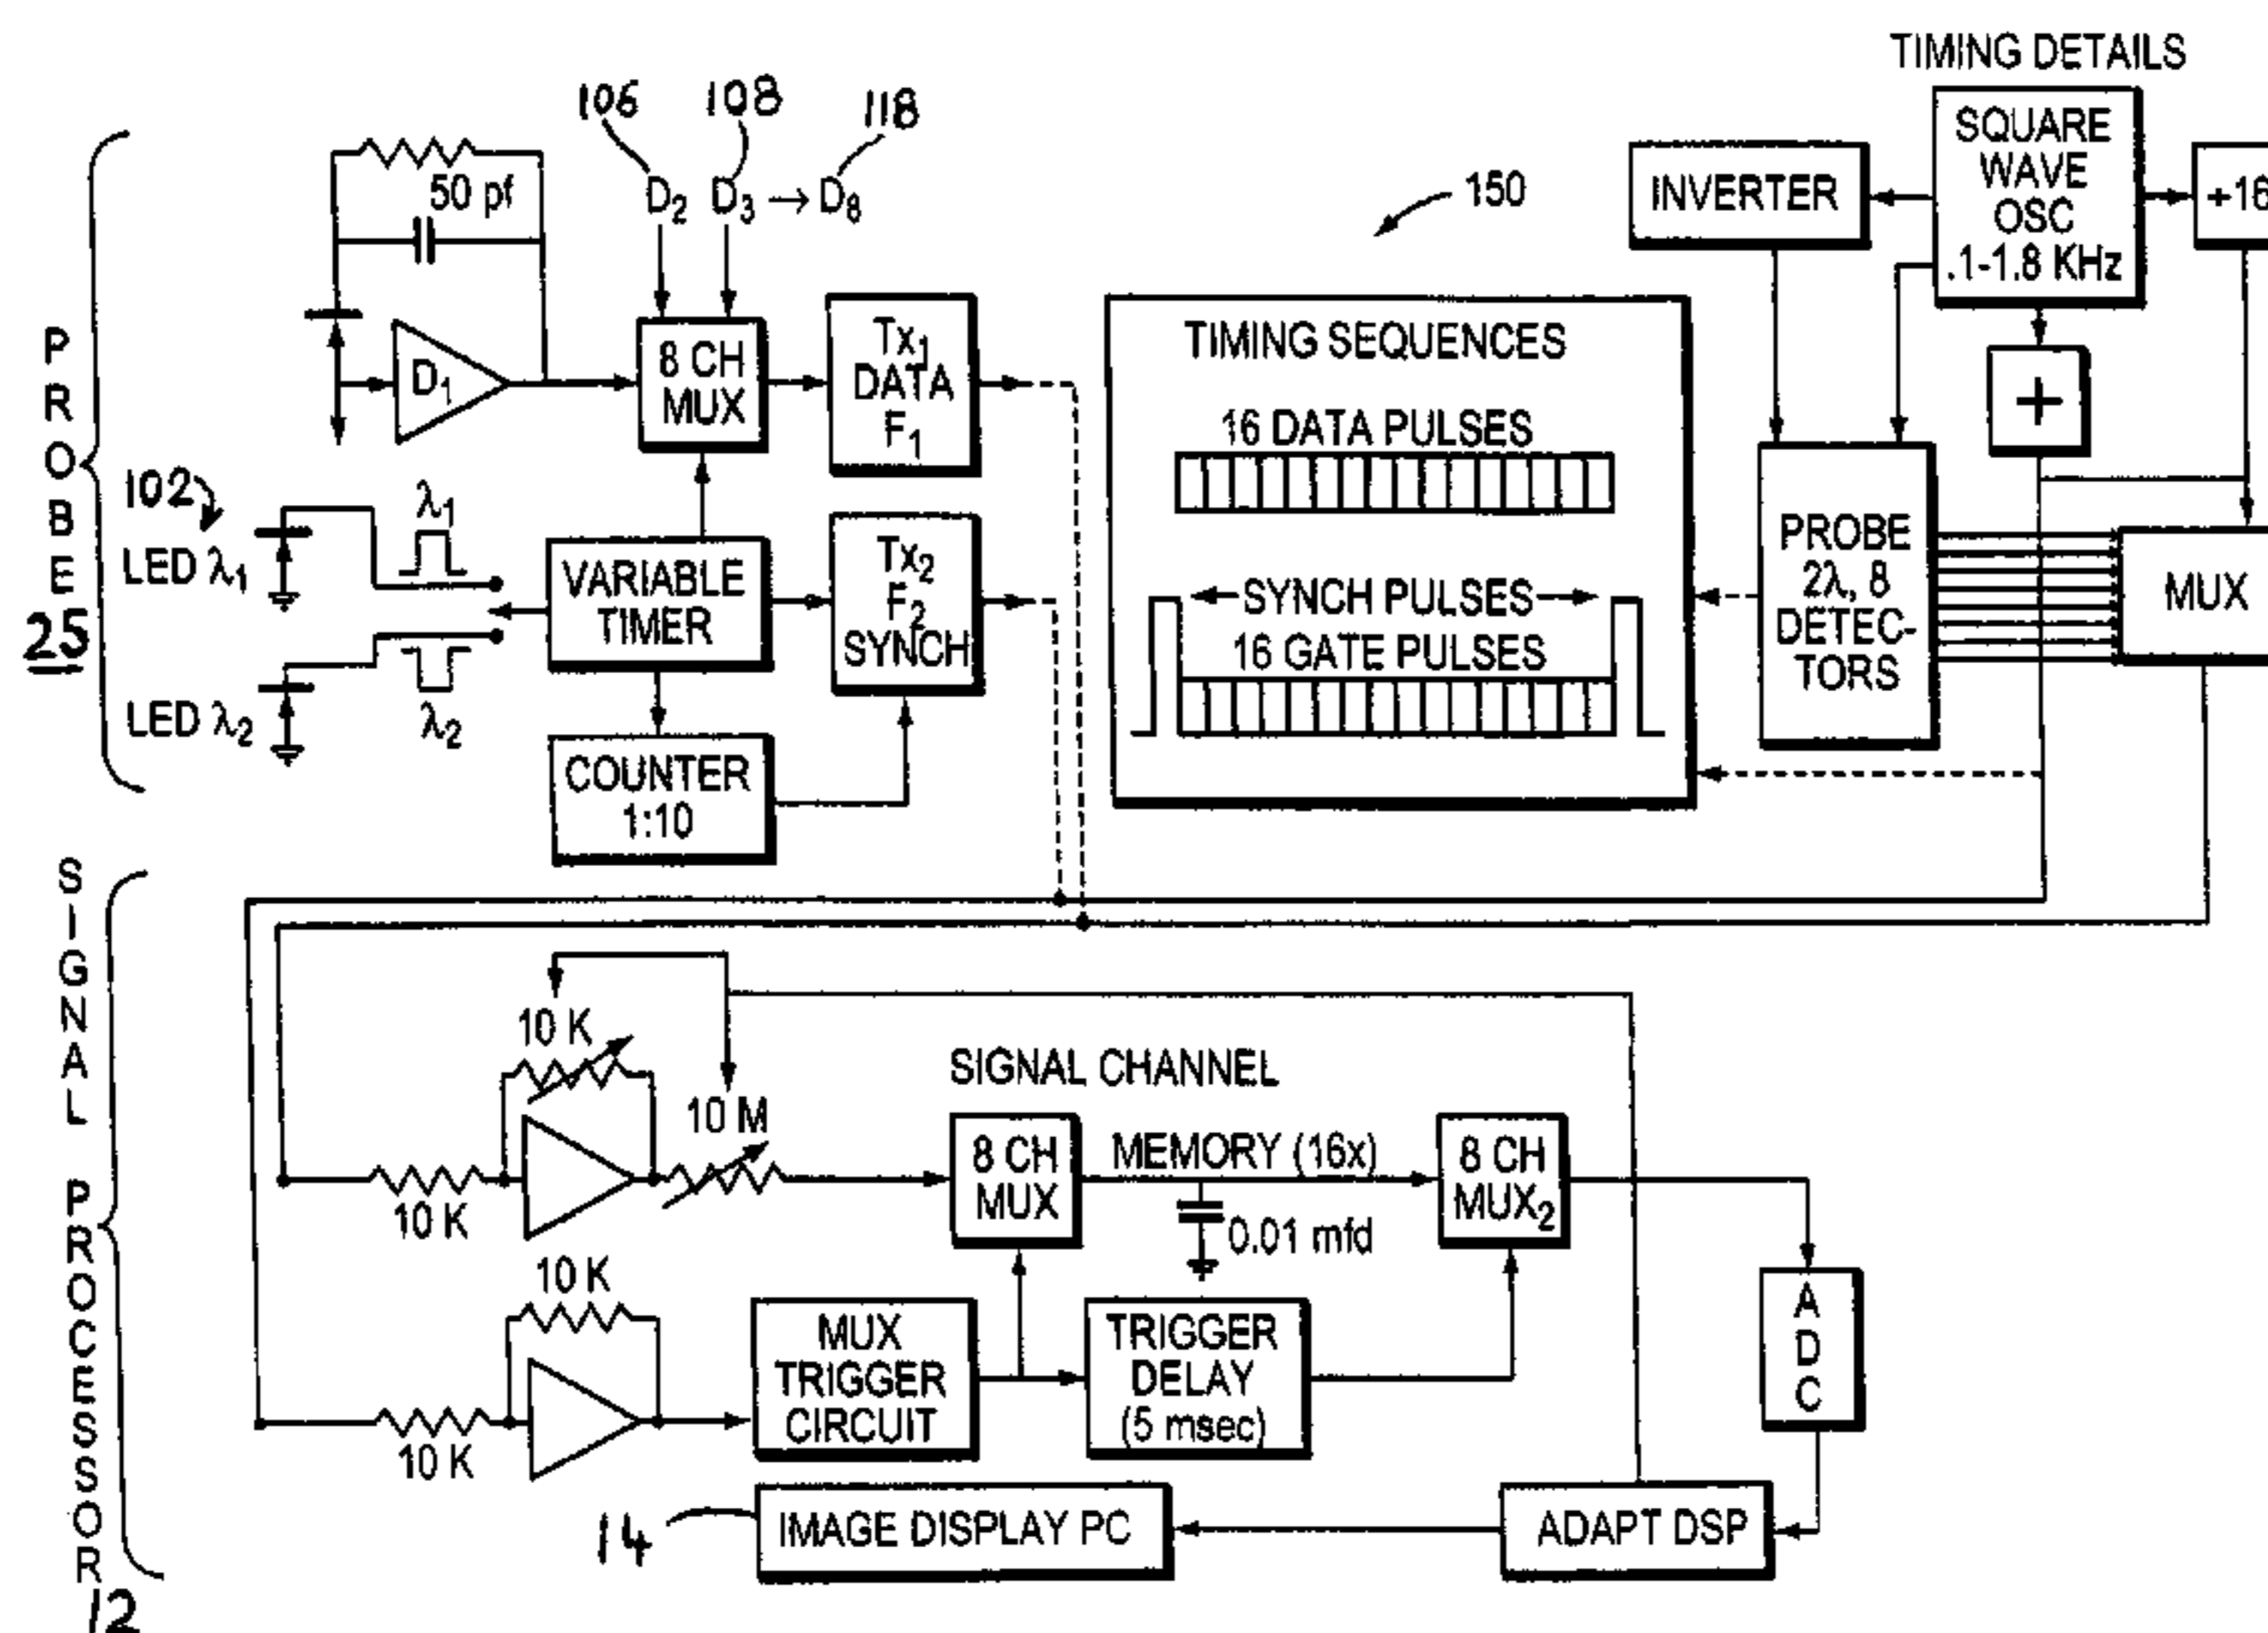 TIMING DETAILS
106
108
118
D2
D3 → D8
50 pf
D1
8 CH
MUX
Tx1
DATA
F1
PROBE
25
102
LED λ1
λ1
LED λ2
λ2
VARIABLE
TIMER
Tx2
F2
SYNCH
COUNTER
1:10
150
TIMING SEQUENCES
16 DATA PULSES
SYNCH PULSES
16 GATE PULSES
INVERTER
SQUARE
WAVE
OSC
.1-1.8 KHz
+16
+
PROBE
2λ, 8
DETEC-
TORS
MUX
SIGNAL PROCESSOR
12
10 K
10 M
10 K
SIGNAL CHANNEL
8 CH
MUX
MEMORY (16x)
0.01 mfd
8 CH
MUX2
10 K
10 K
MUX
TRIGGER
CIRCUIT
TRIGGER
DELAY
(5 msec)
ADC
14
IMAGE DISPLAY PC
ADAPT DSP